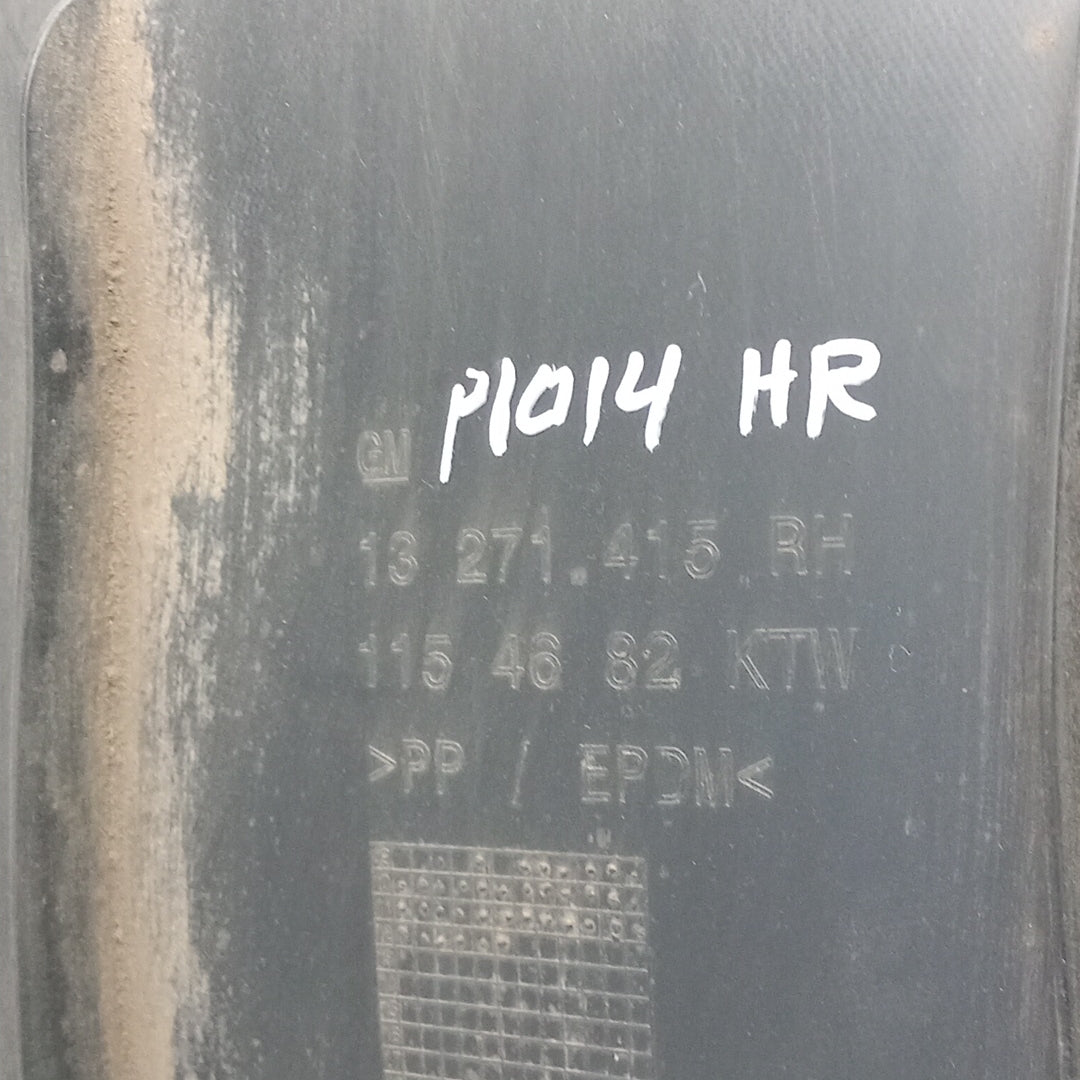 P1014 HR
GM
13 271.415 RH
115 46 82 KTW
>PP / EPDM<